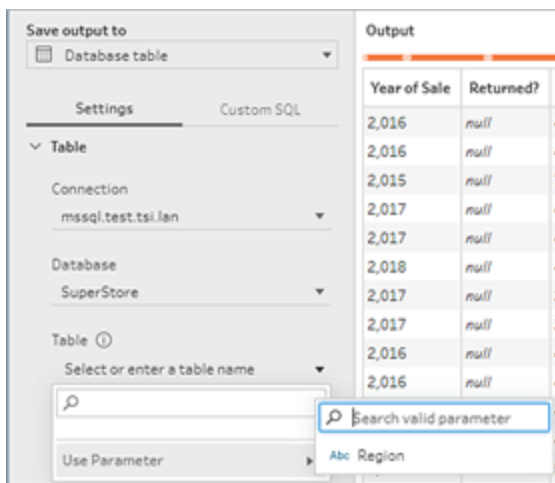 Save output to
Database table
Settings
Custom SQL
Table
Connection
mssql.test.tsi.lan
Database
SuperStore
Table
Select or enter a table name
Use Parameter
Search valid parameter
Abc Region
Output
Year of Sale Returned?
2,016 null
2,016 null
2,015 null
2,017 null
2,017 null
2,018 null
2,017 null
2,017 null
2,016 null
2,016 null